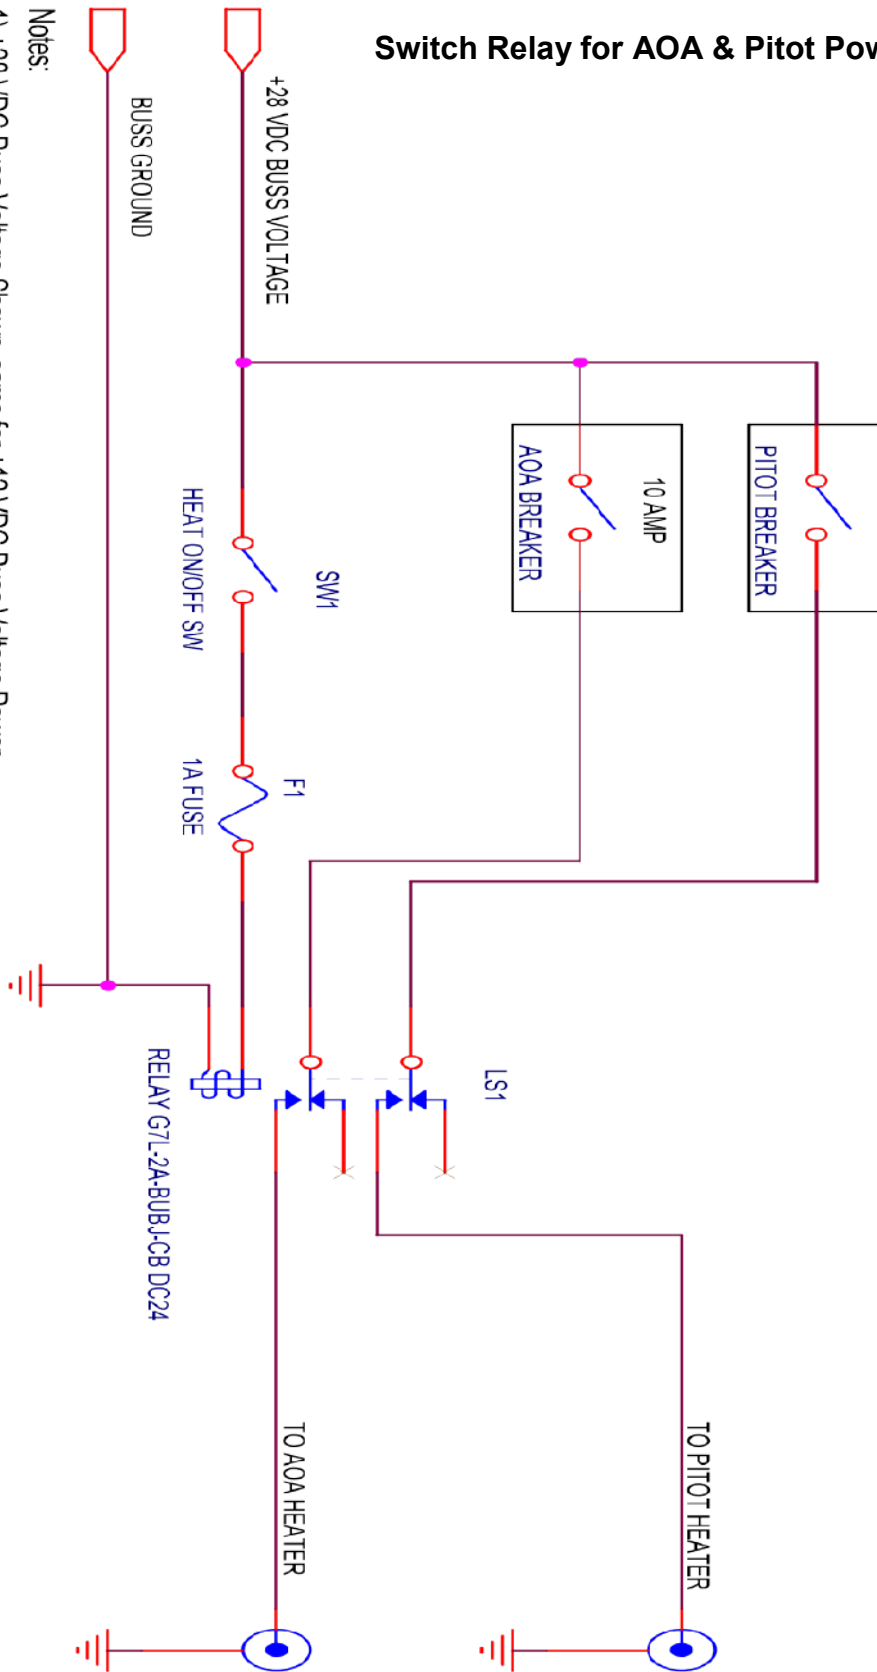 Switch Relay for AOA & Pitot
+28 VDC BUSS VOLTAGE
BUSS GROUND
PITOT BREAKER
10 AMP
AOA BREAKER
SW1
HEAT ON/OFF SW
F1
1A FUSE
LS1
RELAY G7L-2A-BUBJ-CB DC24
TO PITOT HEATER
TO AOA HEATER
Notes: